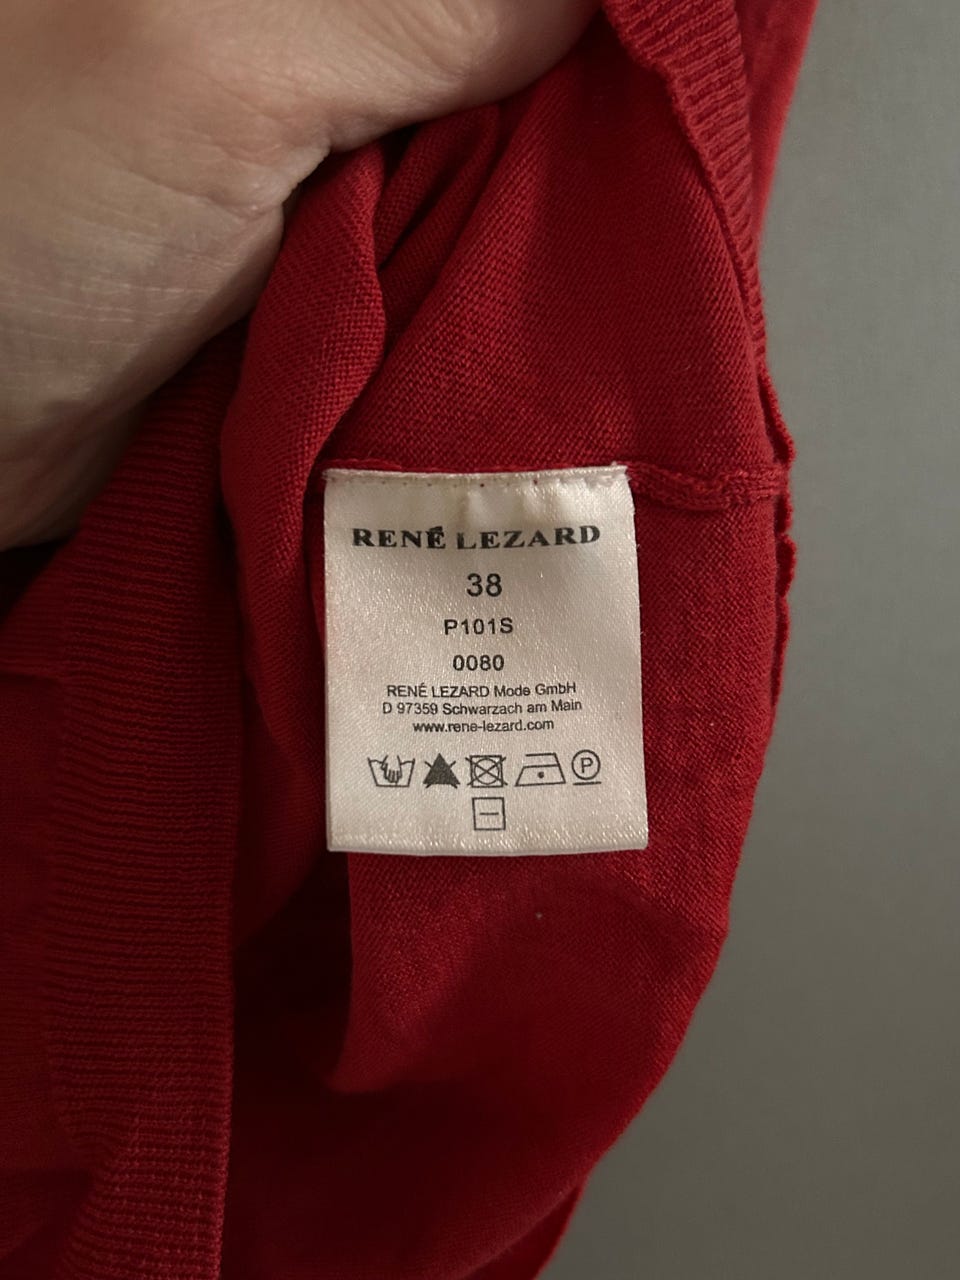 RENÉ LEZARD
38
P101S
0080
RENÉ LEZARD Mode GmbH
D 97359 Schwarzach am Main
www.rene-lezard.com
P